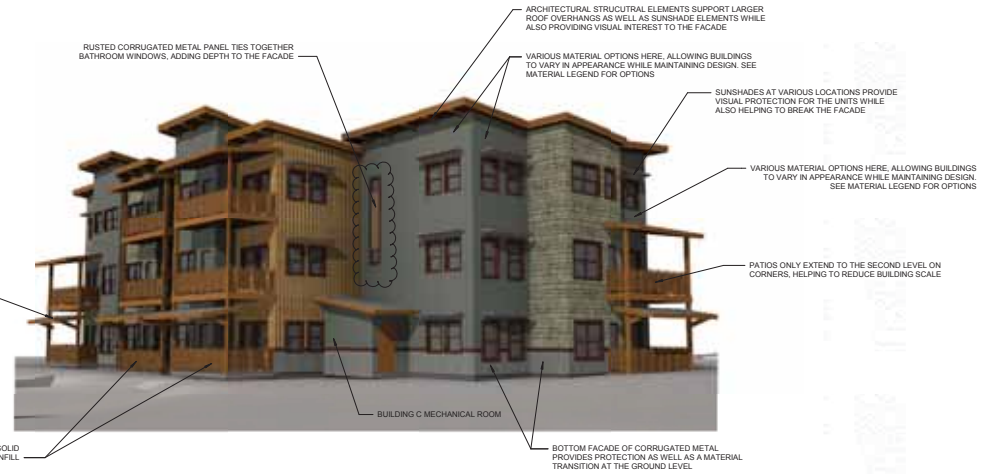 ARCHITECTURAL STRUCUTRAL ELEMENTS SUPPORT LARGER
ROOF OVERHANGS AS WELL AS SUNSHADE ELEMENTS WHILE
ALSO PROVIDING VISUAL INTEREST TO THE FACADE
RUSTED CORRUGATED METAL PANEL TIES TOGETHER
BATHROOM WINDOWS, ADDING DEPTH TO THE FACADE
VARIOUS MATERIAL OPTIONS HERE, ALLOWING BUILDINGS
TO VARY IN APPEARANCE WHILE MAINTAINING DESIGN. SEE
MATERIAL LEGEND FOR OPTIONS
SUNSHADES AT VARIOUS LOCATIONS PROVIDE
VISUAL PROTECTION FOR THE UNITS WHILE
ALSO HELPING TO BREAK THE FACADE
VARIOUS MATERIAL OPTIONS HERE, ALLOWING BUILDINGS
TO VARY IN APPEARANCE WHILE MAINTAINING DESIGN.
SEE MATERIAL LEGEND FOR OPTIONS
PATIOS ONLY EXTEND TO THE SECOND LEVEL ON
CORNERS, HELPING TO REDUCE BUILDING SCALE
BUILDING C MECHANICAL ROOM
SOLID
NFILL
BOTTOM FACADE OF CORRUGATED METAL
PROVIDES PROTECTION AS WELL AS A MATERIAL
TRANSITION AT THE GROUND LEVEL